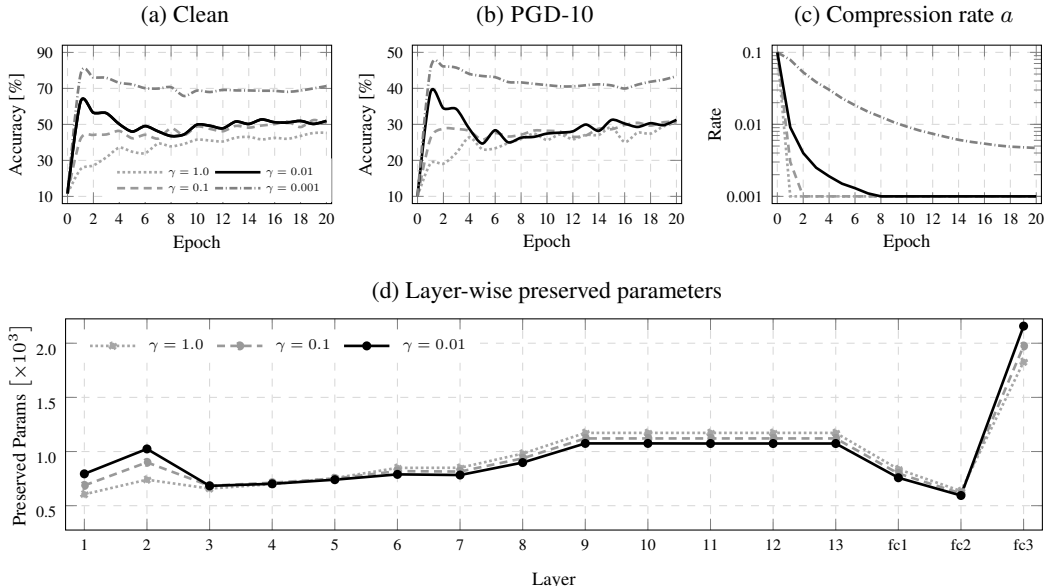 (a) Clean
(b) PGD-10
(c) Compression rate a
90
70
50
30
10
Accuracy [%]
γ = 1.0
γ = 0.01
γ = 0.1
γ = 0.001
0 2 4 6 8 10 12 14 16 18 20
Epoch
50
40
30
20
10
Accuracy [%]
0 2 4 6 8 10 12 14 16 18 20
Epoch
0.1
0.01
0.001
Rate
0 2 4 6 8 10 12 14 16 18 20
Epoch
(d) Layer-wise preserved parameters
2.0
1.5
1.0
0.5
Preserved Params [×10³]
γ = 1.0 γ = 0.1 γ = 0.01
1 2 3 4 5 6 7 8 9 10 11 12 13 fc1 fc2 fc3
Layer